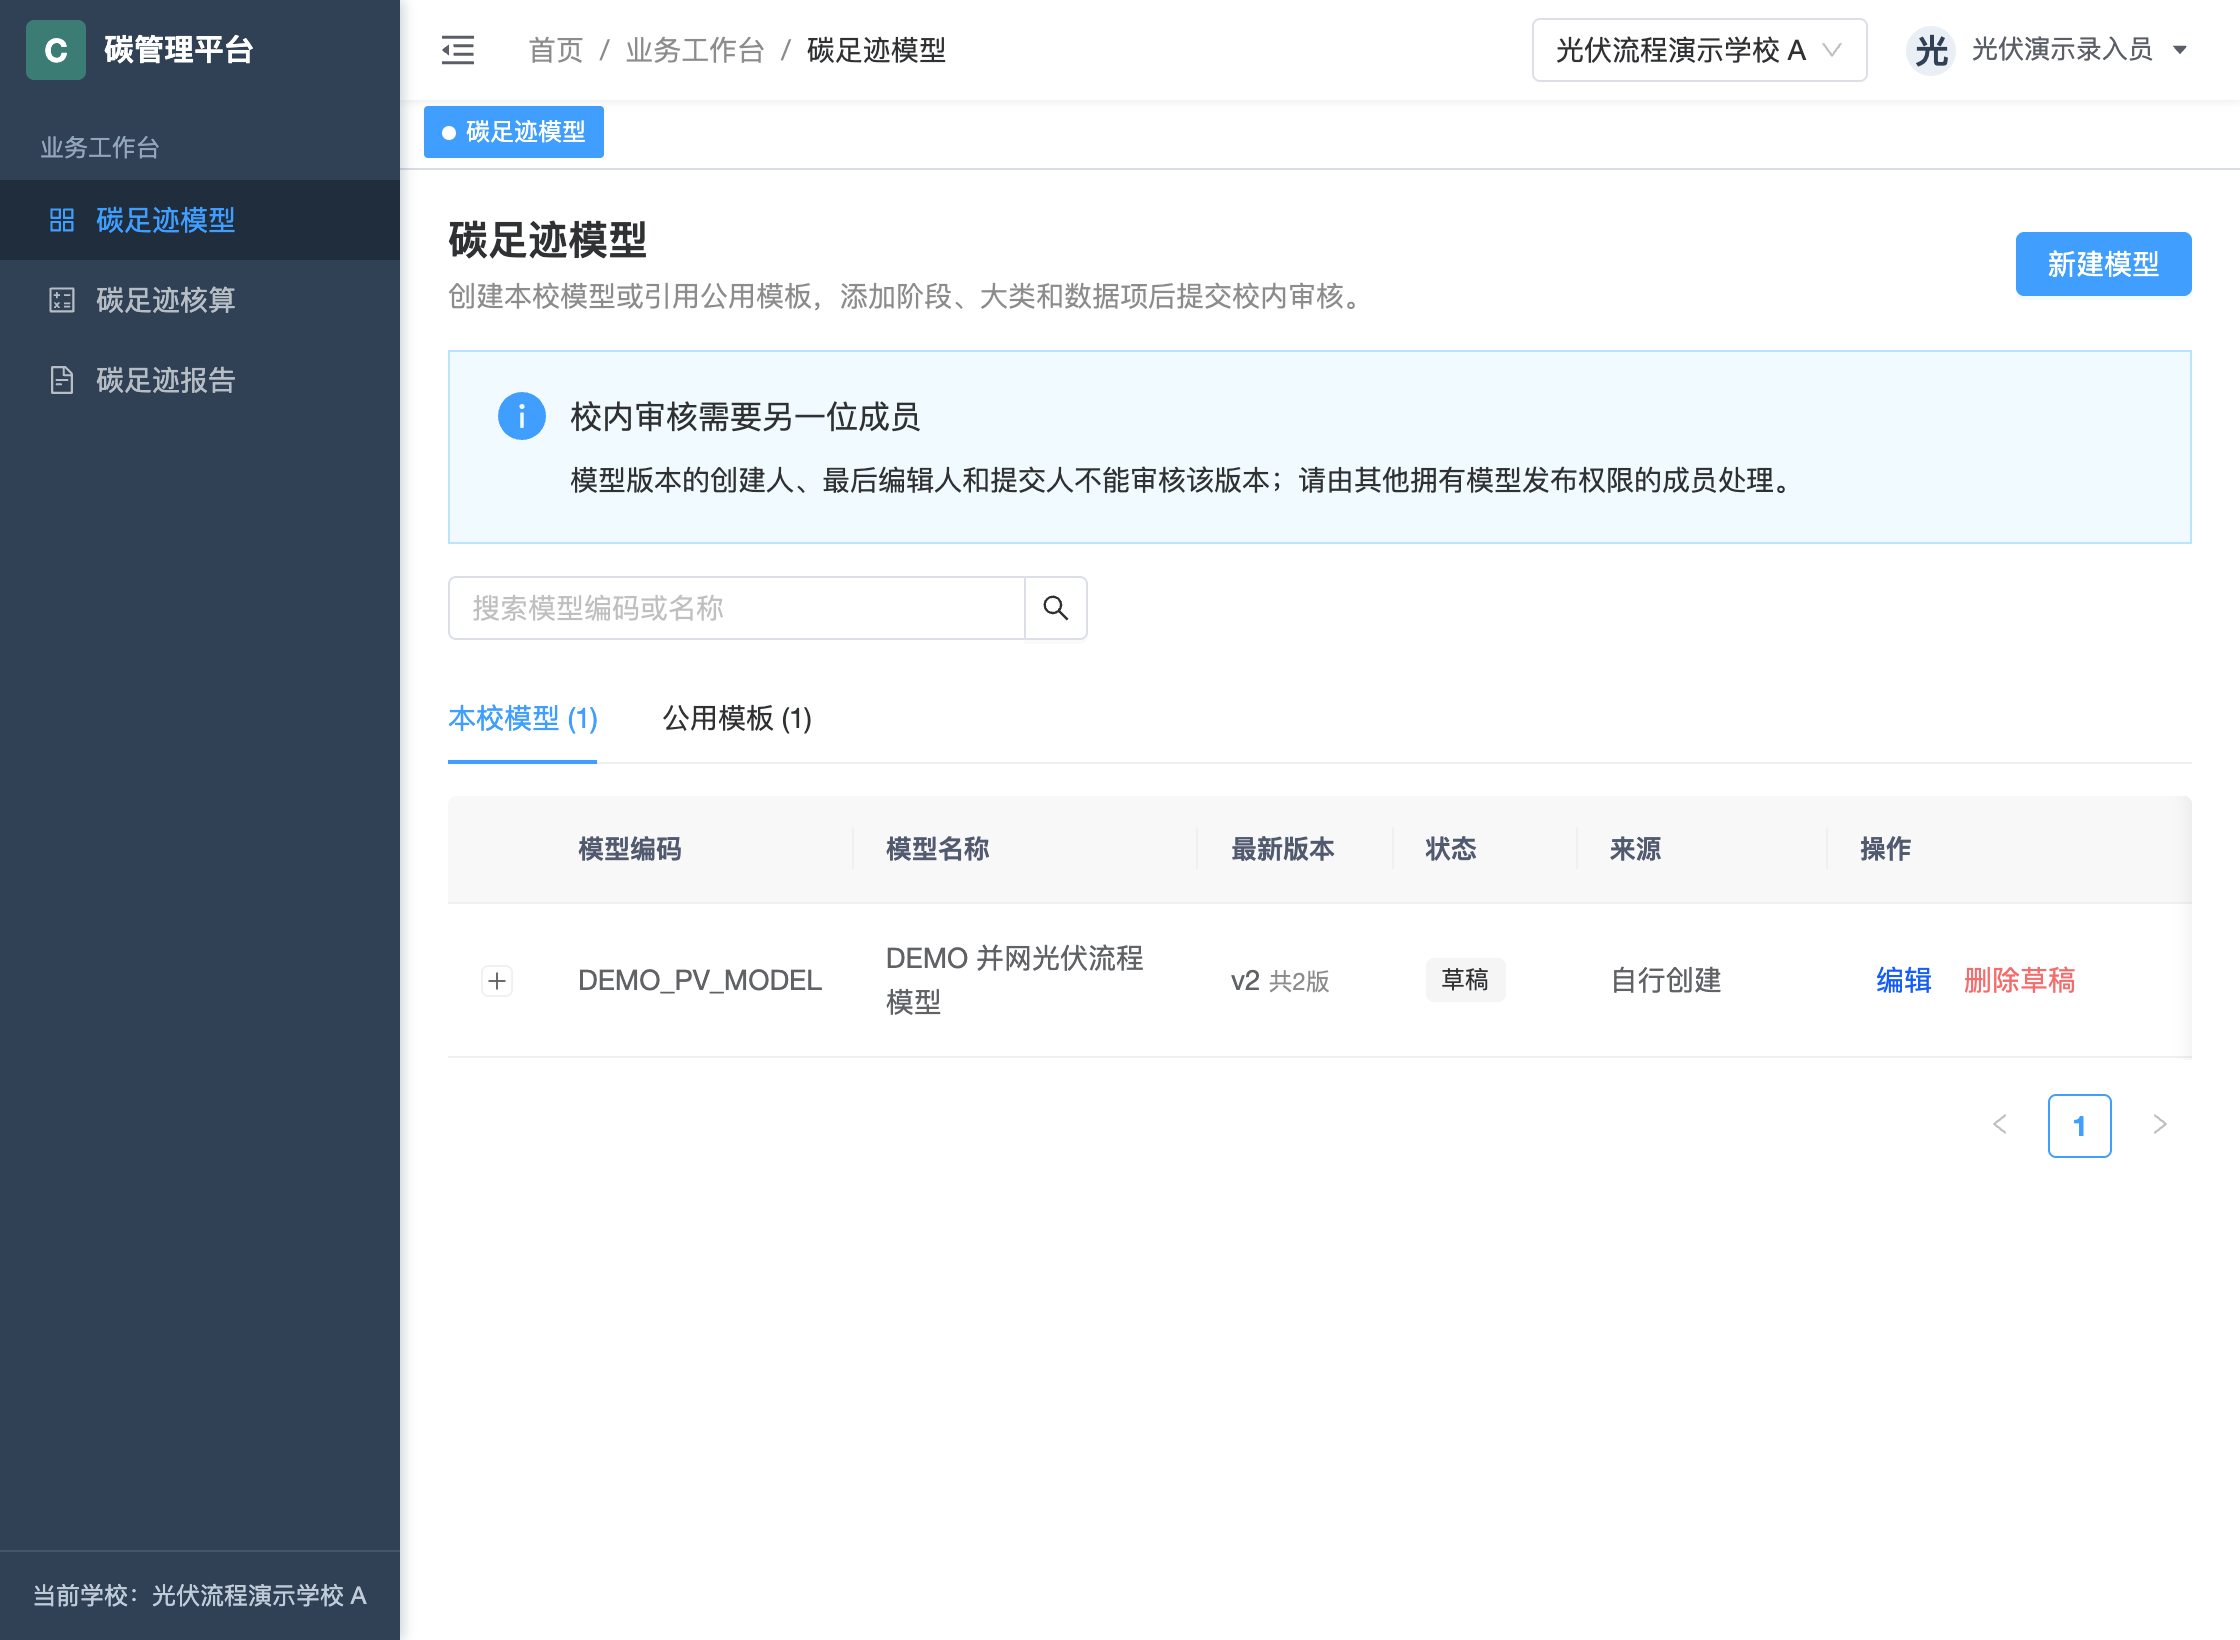 C 碳管理平台
业务工作台
碳足迹模型
碳足迹核算
碳足迹报告
当前学校：光伏流程演示学校 A
首页 / 业务工作台 / 碳足迹模型
光伏流程演示学校 A
光 光伏演示录入员
碳足迹模型
碳足迹模型
创建本校模型或引用公用模板，添加阶段、大类和数据项后提交校内审核。
新建模型
校内审核需要另一位成员
模型版本的创建人、最后编辑人和提交人不能审核该版本；请由其他拥有模型发布权限的成员处理。
搜索模型编码或名称
本校模型 (1) 公用模板 (1)
模型编码 模型名称 最新版本 状态 来源 操作
DEMO_PV_MODEL DEMO 并网光伏流程 v2 共2版 草稿 自行创建 编辑 删除草稿
模型
1